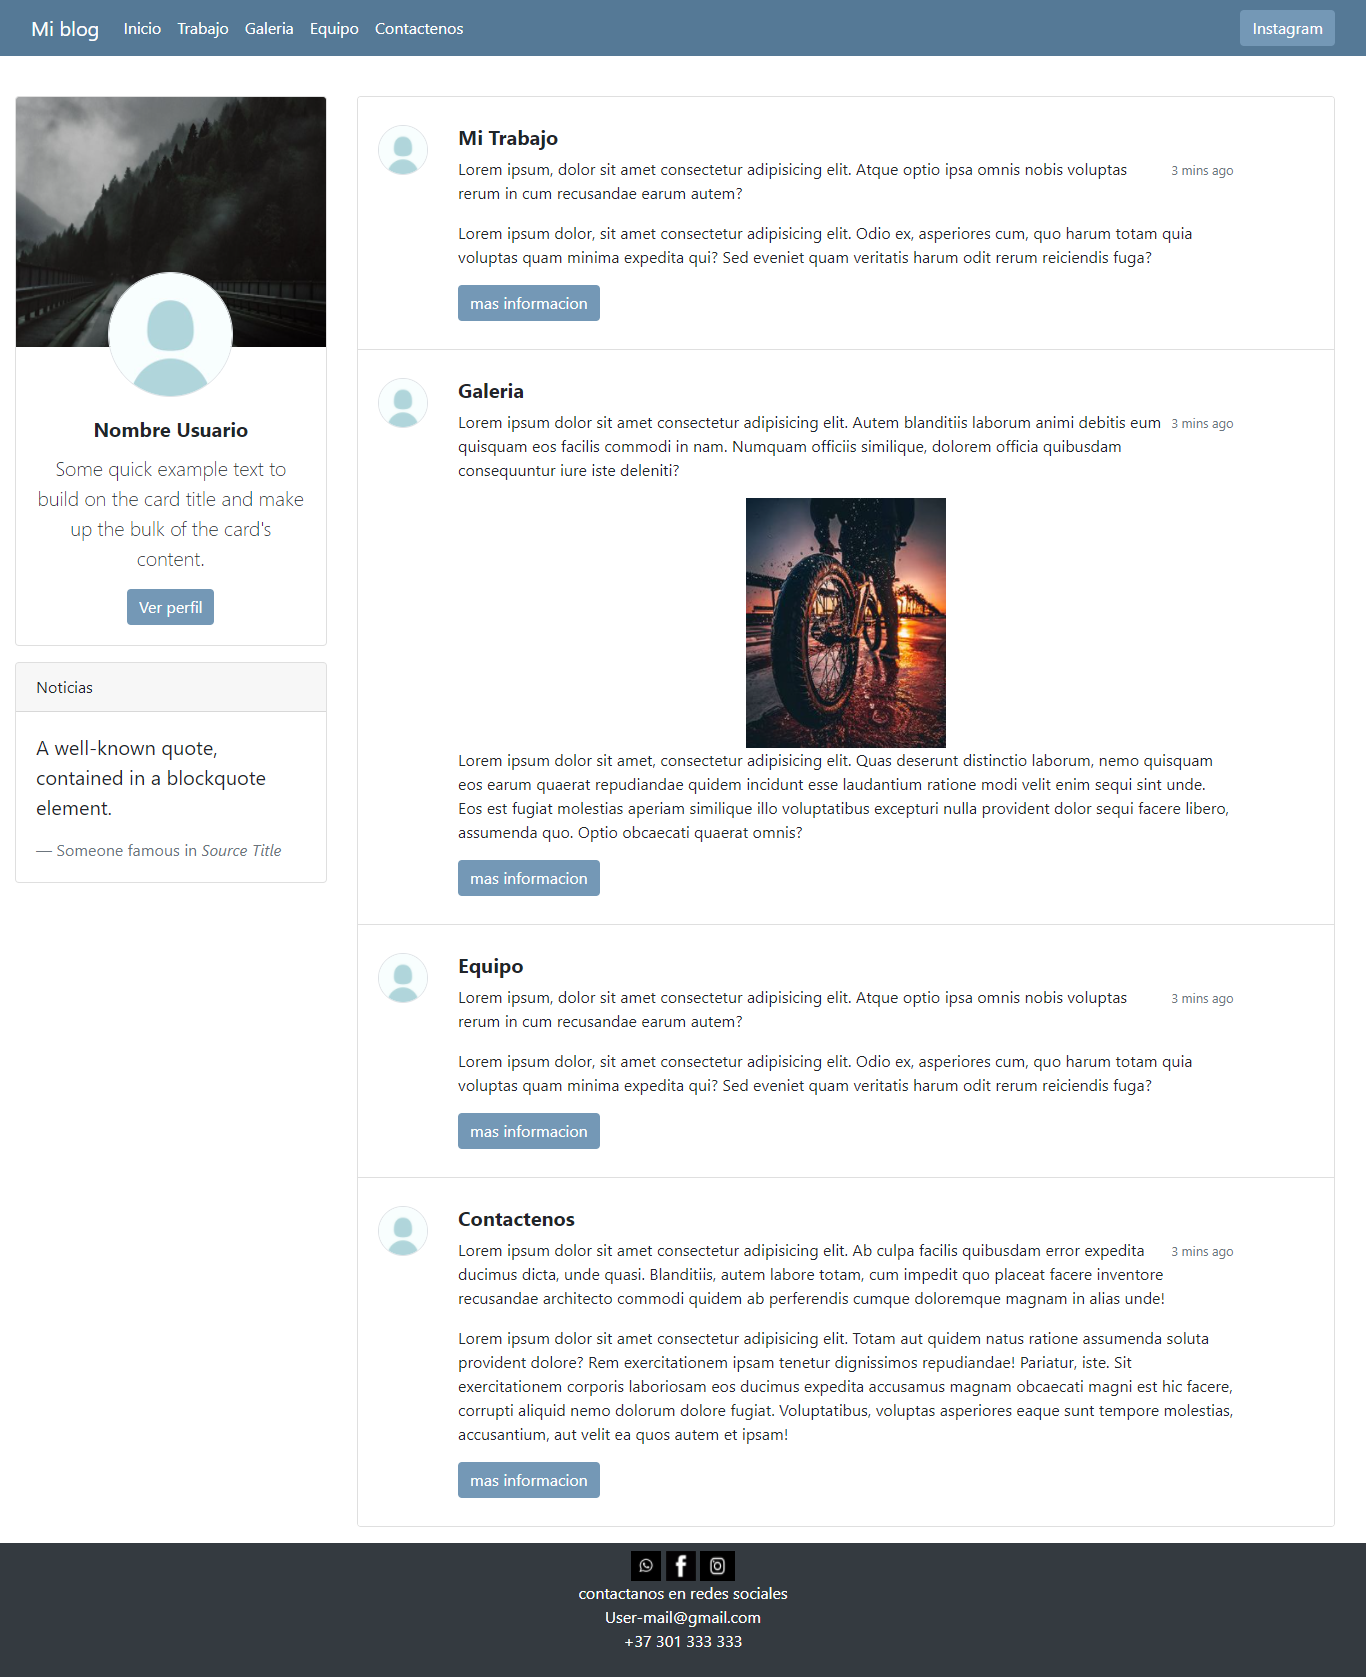 Mi blog Inicio Trabajo Galeria Equipo Contactenos Instagram
Nombre Usuario
Some quick example text to
build on the card title and make
up the bulk of the card's
content.
Ver perfil
Noticias
A well-known quote,
contained in a blockquote
element.
— Someone famous in Source Title
Mi Trabajo
Lorem ipsum, dolor sit amet consectetur adipisicing elit. Atque optio ipsa omnis nobis voluptas 3 mins ago
rerum in cum recusandae earum autem?
Lorem ipsum dolor, sit amet consectetur adipisicing elit. Odio ex, asperiores cum, quo harum totam quia
voluptas quam minima expedita qui? Sed eveniet quam veritatis harum odit rerum reiciendis fuga?
mas informacion
Galeria
Lorem ipsum dolor sit amet consectetur adipisicing elit. Autem blanditiis laborum animi debitis eum 3 mins ago
quisquam eos facilis commodi in nam. Numquam officiis similique, dolorem officia quibusdam
consequuntur iure iste deleniti?
Lorem ipsum dolor sit amet, consectetur adipisicing elit. Quas deserunt distinctio laborum, nemo quisquam
eos earum quaerat repudiandae quidem incidunt esse laudantium ratione modi velit enim sequi sint unde.
Eos est fugiat molestias aperiam similique illo voluptatibus excepturi nulla provident dolor sequi facere libero,
assumenda quo. Optio obcaecati quaerat omnis?
mas informacion
Equipo
Lorem ipsum, dolor sit amet consectetur adipisicing elit. Atque optio ipsa omnis nobis voluptas 3 mins ago
rerum in cum recusandae earum autem?
Lorem ipsum dolor, sit amet consectetur adipisicing elit. Odio ex, asperiores cum, quo harum totam quia
voluptas quam minima expedita qui? Sed eveniet quam veritatis harum odit rerum reiciendis fuga?
mas informacion
Contactenos
Lorem ipsum dolor sit amet consectetur adipisicing elit. Ab culpa facilis quibusdam error expedita 3 mins ago
ducimus dicta, unde quasi. Blanditiis, autem labore totam, cum impedit quo placeat facere inventore
recusandae architecto commodi quidem ab perferendis cumque doloremque magnam in alias unde!
Lorem ipsum dolor sit amet consectetur adipisicing elit. Totam aut quidem natus ratione assumenda soluta
provident dolore? Rem exercitationem ipsam tenetur dignissimos repudiandae! Pariatur, iste. Sit
exercitationem corporis laboriosam eos ducimus expedita accusamus magnam obcaecati magni est hic facere,
corrupti aliquid nemo dolorum dolore fugiat. Voluptatibus, voluptas asperiores eaque sunt tempore molestias,
accusantium, aut velit ea quos autem et ipsam!
mas informacion
contactanos en redes sociales
User-mail@gmail.com
+37 301 333 333